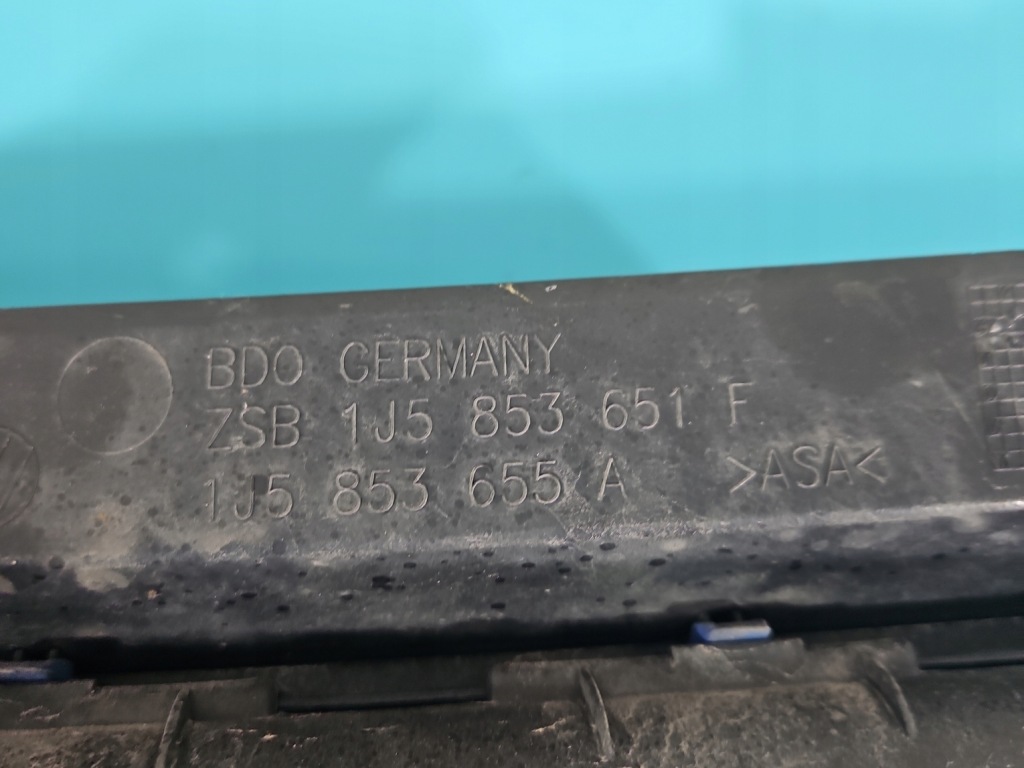 BDO GERMANY
ZSB 1J5 853 651 F
1J5 853 655 A >ASA<